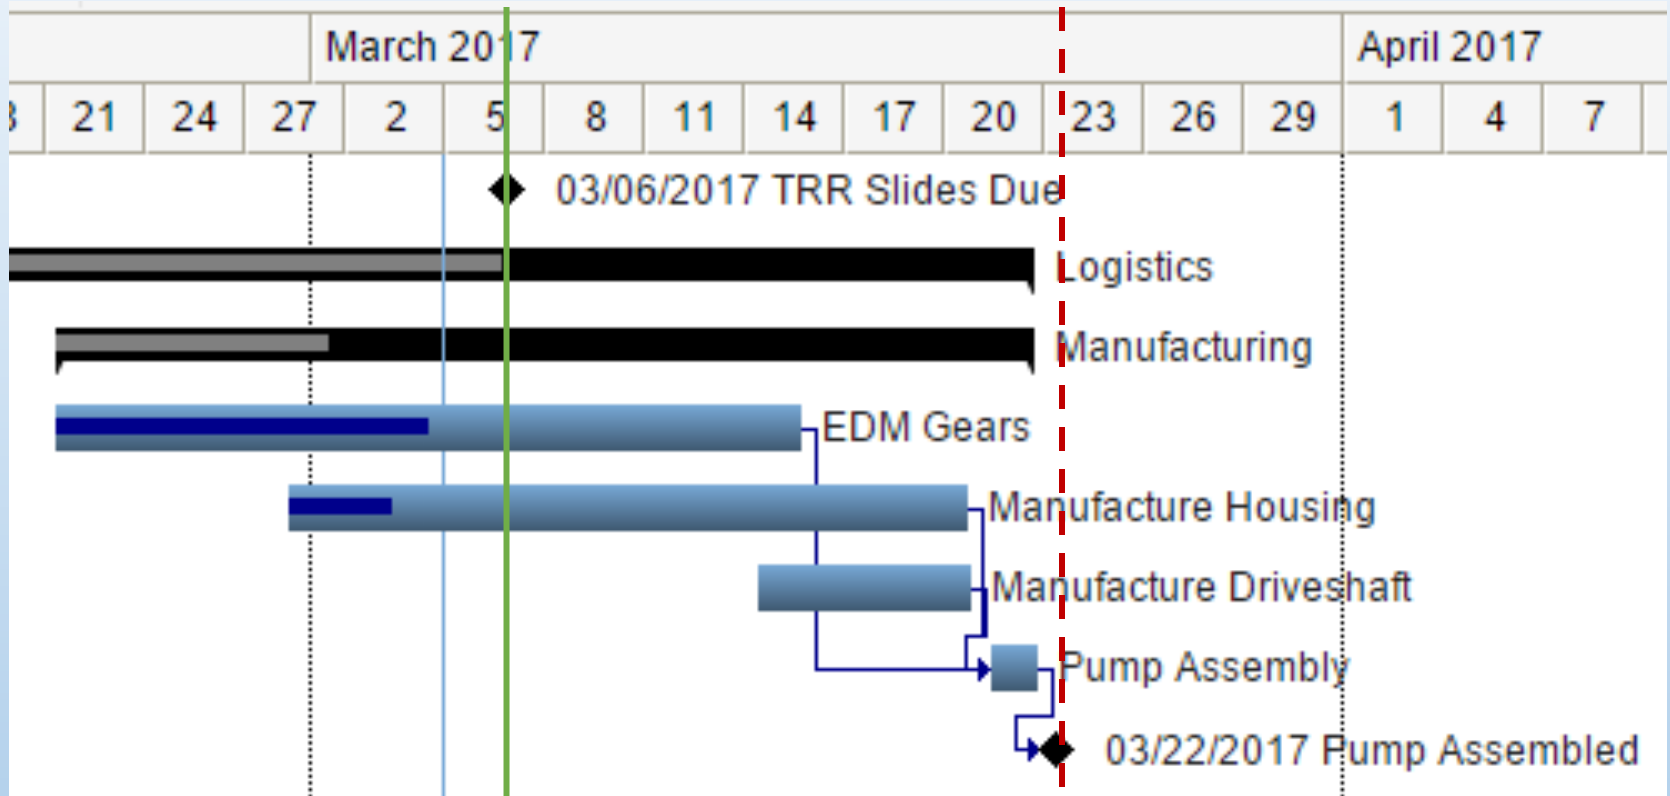 March 2017 April 2017
21 24 27 2 5 8 11 14 17 20 23 26 29 1 4 7
03/06/2017 TRR Slides Due
Logistics
Manufacturing
EDM Gears
Manufacture Housing
Manufacture Driveshaft
Pump Assembly
03/22/2017 Pump Assembled